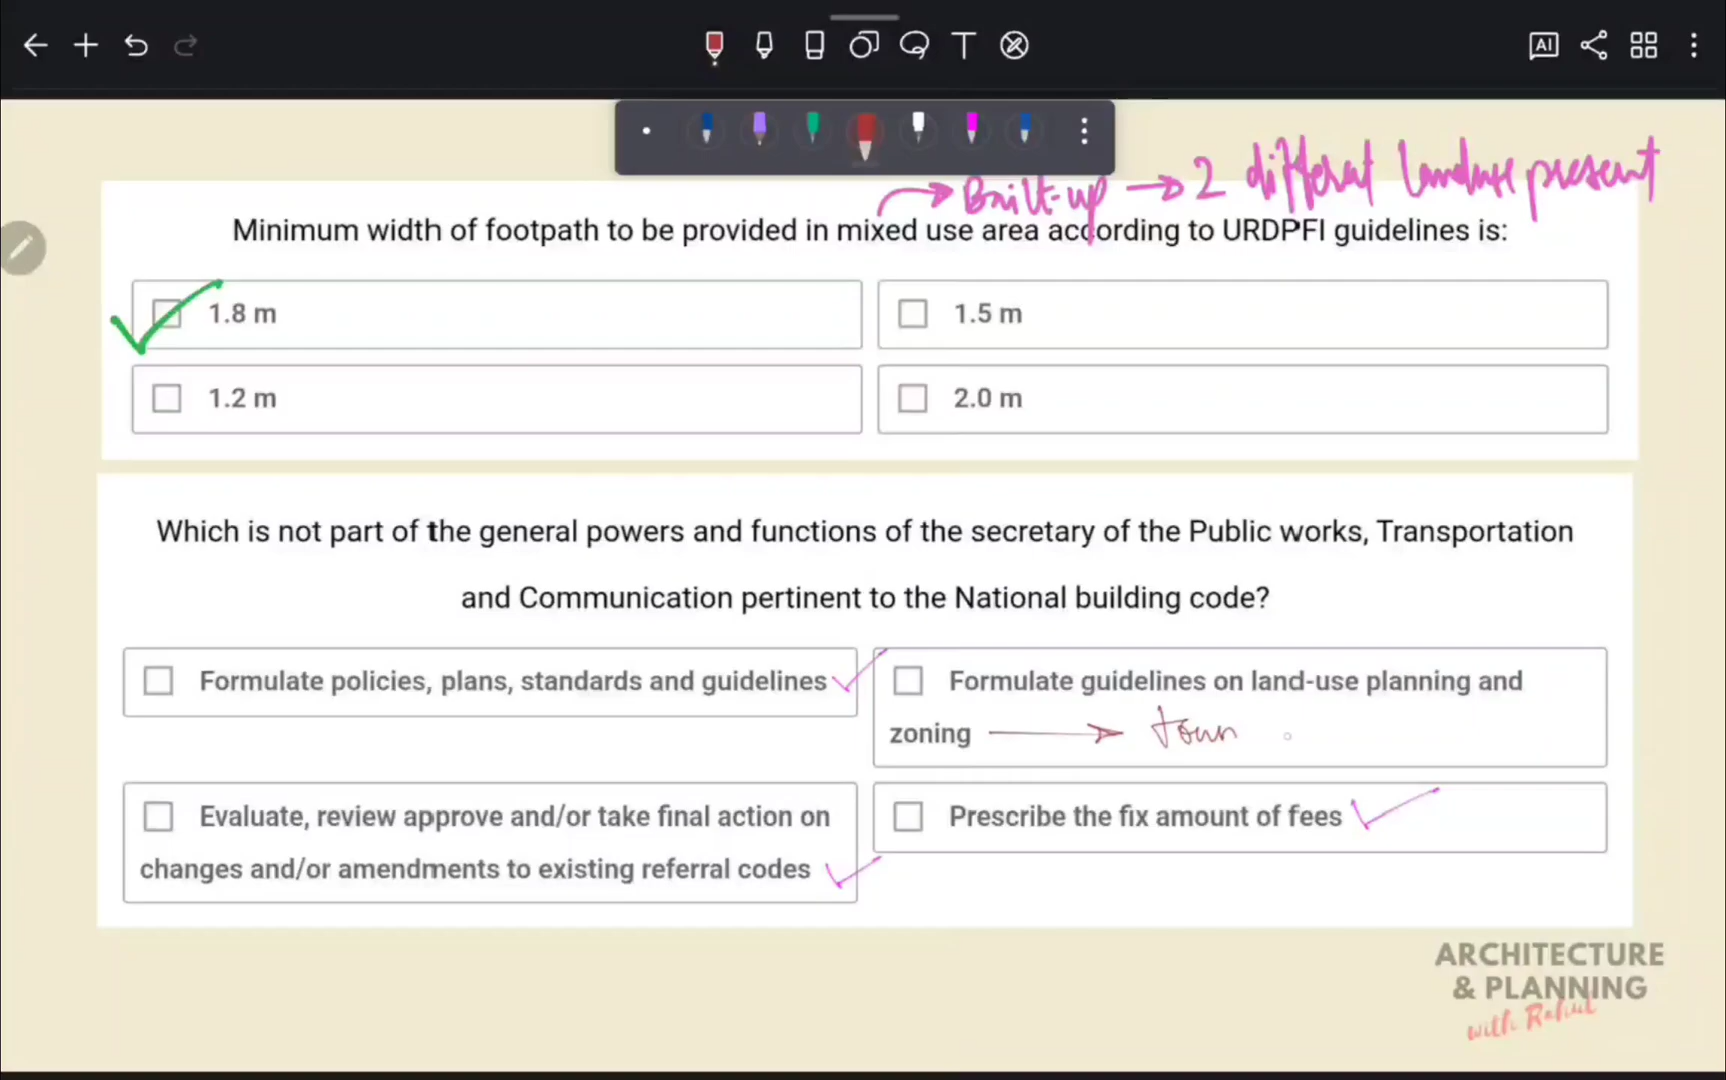 AI
Built-up → 2 different landuse present
Minimum width of footpath to be provided in mixed use area according to URDPFI guidelines is:
1.8 m
1.5 m
1.2 m
2.0 m
Which is not part of the general powers and functions of the secretary of the Public works, Transportation
and Communication pertinent to the National building code?
Formulate policies, plans, standards and guidelines
Formulate guidelines on land-use planning and
zoning → town
Evaluate, review approve and/or take final action on
changes and/or amendments to existing referral codes
Prescribe the fix amount of fees
ARCHITECTURE
& PLANNING
with Rahul